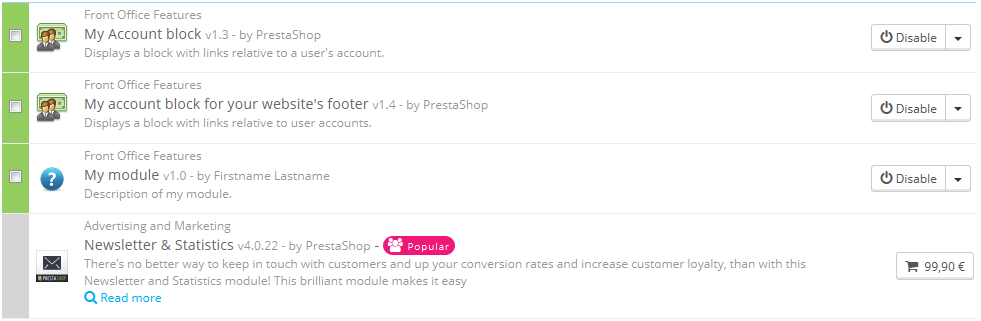 Front Office Features
My Account block v1.3 - by PrestaShop
Displays a block with links relative to a user's account.
Disable
Front Office Features
My account block for your website's footer v1.4 - by PrestaShop
Displays a block with links relative to user accounts.
Disable
Front Office Features
My module v1.0 - by Firstname Lastname
Description of my module.
Disable
Advertising and Marketing
Newsletter & Statistics v4.0.22 - by PrestaShop - Popular
There's no better way to keep in touch with customers and up your conversion rates and increase customer loyalty, than with this
Newsletter and Statistics module! This brilliant module makes it easy
Read more
99,90 €
PRESTASHOP